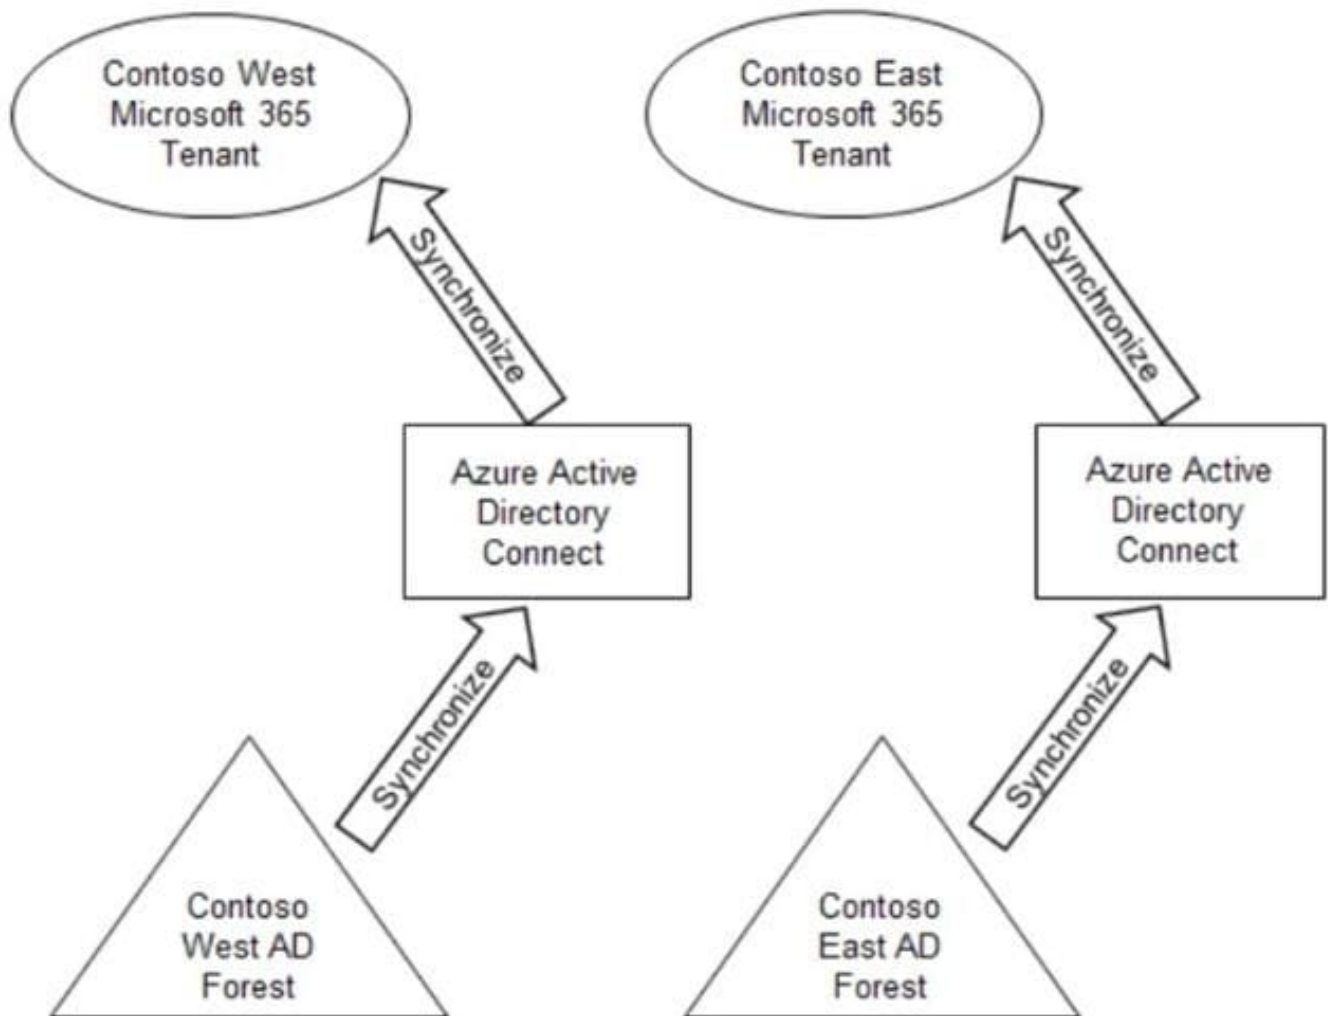 Contoso West
Microsoft 365
Tenant
Contoso East
Microsoft 365
Tenant
Synchronize
Synchronize
Azure Active
Directory
Connect
Azure Active
Directory
Connect
Synchronize
Synchronize
Contoso
West AD
Forest
Contoso
East AD
Forest